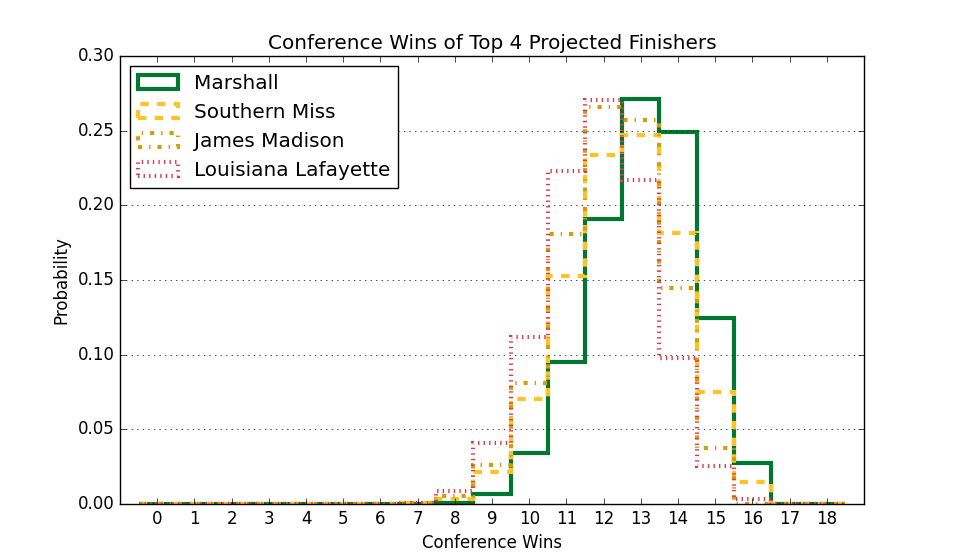 Conference Wins of Top 4 Projected Finishers
0.30
0.25
0.20
0.15
0.10
0.05
0.00
Probability
Marshall
Southern Miss
James Madison
Louisiana Lafayette
0 1 2 3 4 5 6 7 8 9 10 11 12 13 14 15 16 17 18
Conference Wins